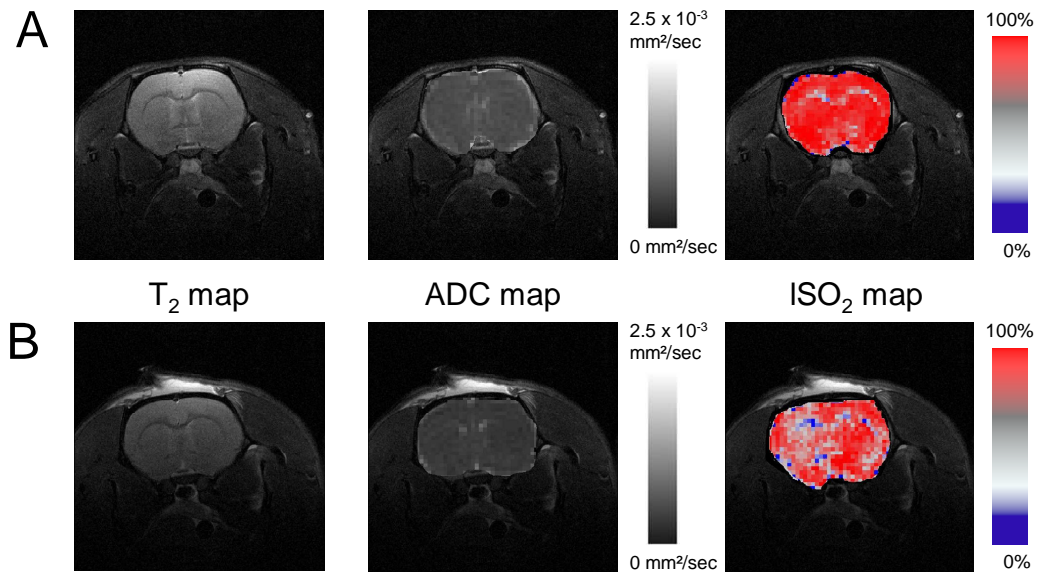 A
2.5 x 10-³
mm²/sec
100%
0 mm²/sec
0%
T₂ map
ADC map
lSO₂ map
B
2.5 x 10-³
mm²/sec
100%
0 mm²/sec
0%